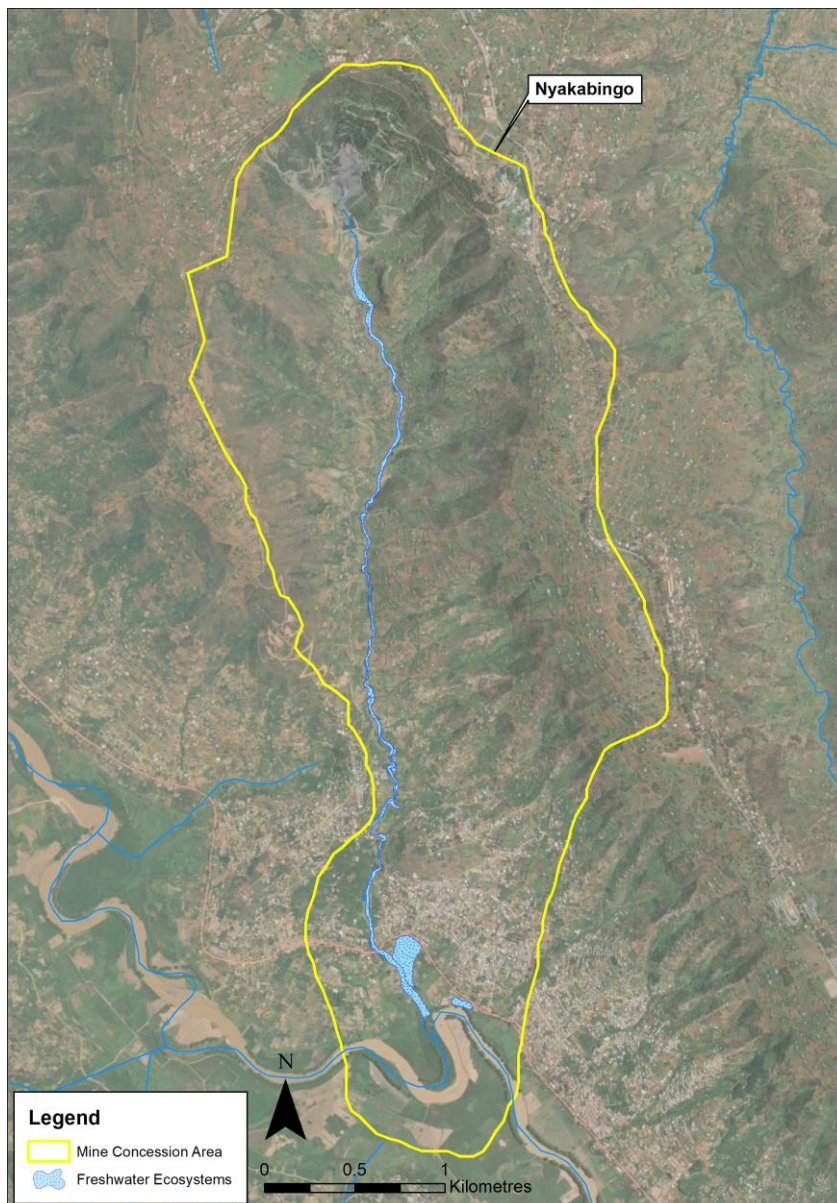 Nyakabingo
N
Legend
Mine Concession Area
Freshwater Ecosystems
0 0.5 1
Kilometres